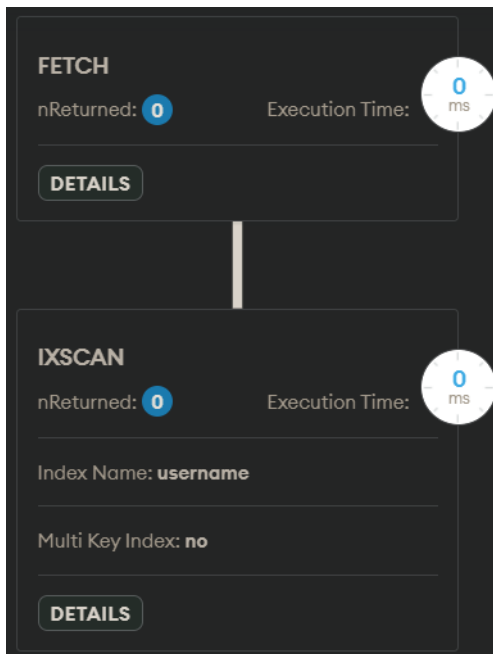 FETCH
nReturned: 0 Execution Time: 0 ms
DETAILS
IXSCAN
nReturned: 0 Execution Time: 0 ms
Index Name: username
Multi Key Index: no
DETAILS